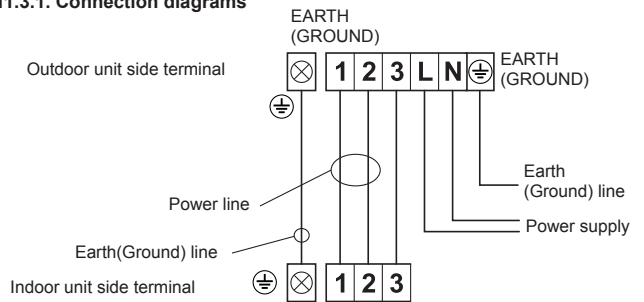 11.3.1. Connection diagrams
EARTH
(GROUND)
Outdoor unit side terminal
1 2 3 L N
EARTH
(GROUND)
Earth
(Ground) line
Power line
Power supply
Earth(Ground) line
Indoor unit side terminal
1 2 3